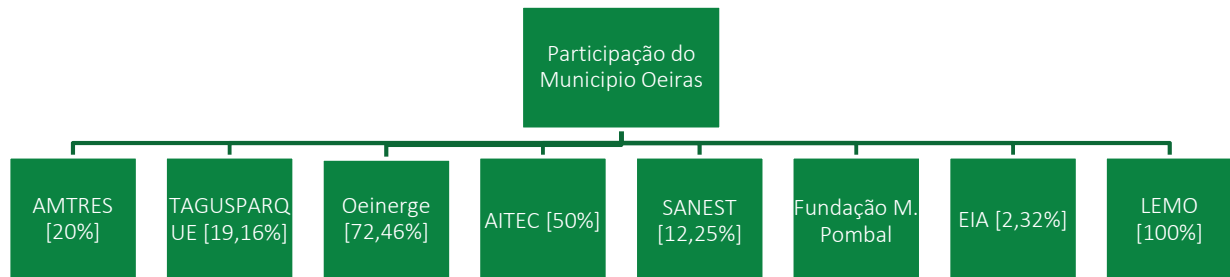 Participação do
Municipio Oeiras
AMTRES
[20%]
TAGUSPARQ
UE [19,16%]
Oeinerge
[72,46%]
AITEC [50%]
SANEST
[12,25%]
Fundação M.
Pombal
EIA [2,32%]
LEMO
[100%]